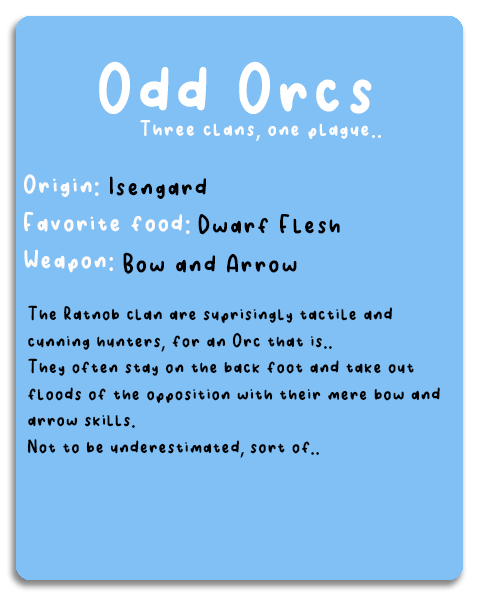 Odd Orcs
Three clans, one plague..
Origin: Isengard
Favorite food: Dwarf Flesh
Weapon: Bow and Arrow
The Ratnob clan are suprisingly tactile and
cunning hunters, for an Orc that is..
They often stay on the back foot and take out
floods of the opposition with their mere bow and
arrow skills.
Not to be underestimated, sort of..